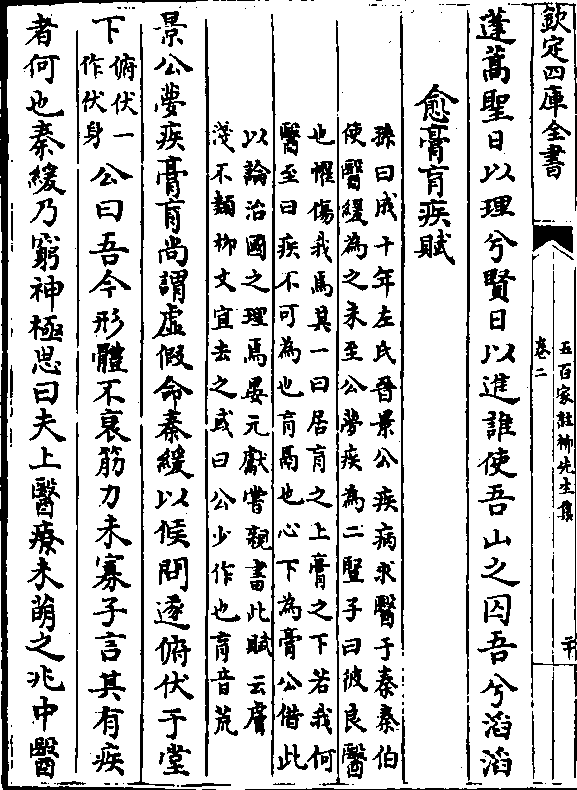 欽定四庫全書
五百家註柳先生集
卷二
蓬蒿聖日以理兮賢日以進誰使吾山之囚吾兮滔滔
愈膏肓疾賦
孫曰成十年左氏晉景公疾病求醫于秦秦伯
使醫緩為之未至公夢疾為二豎子曰彼良醫
也懼傷我焉其一曰居肓之上膏之下若我何
醫至曰疾不可為也肓鬲也心下為膏公借此
以論治國之理焉晏元獻嘗親書此賦云膚
淺不類柳文宜去之或曰公少作也肓音荒
景公夢疾膏肓尚謂虛假命秦緩以候問遂俯伏于堂
下俯伏一作伏身公曰吾今形體不衰筋力未寡子言其有疾
者何也秦緩乃窮神極思曰夫上醫療未萌之兆中醫